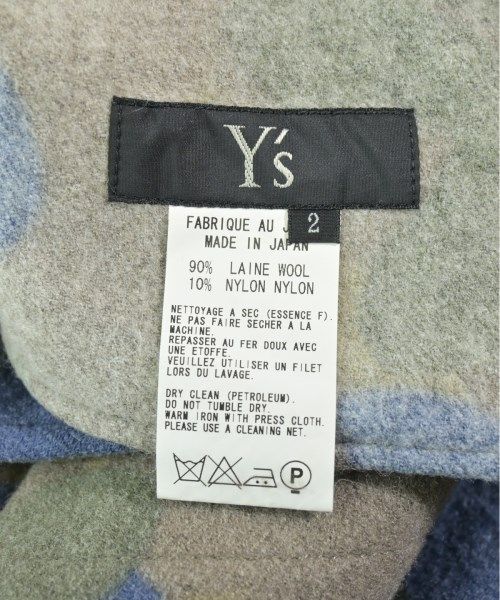 Y's
2
FABRIQUE AU J
MADE IN JAPAN
90% LAINE WOOL
10% NYLON NYLON
NETTOYAGE A SEC (ESSENCE F).
NE PAS FAIRE SECHER A LA
MACHINE.
REPASSER AU FER DOUX AVEC
UNE ETOFFE.
VEUILLEZ UTILISER UN FILET
LORS DU LAVAGE.
DRY CLEAN (PETROLEUM).
DO NOT TUMBLE DRY.
WARM IRON WITH PRESS CLOTH.
PLEASE USE A CLEANING NET.
P